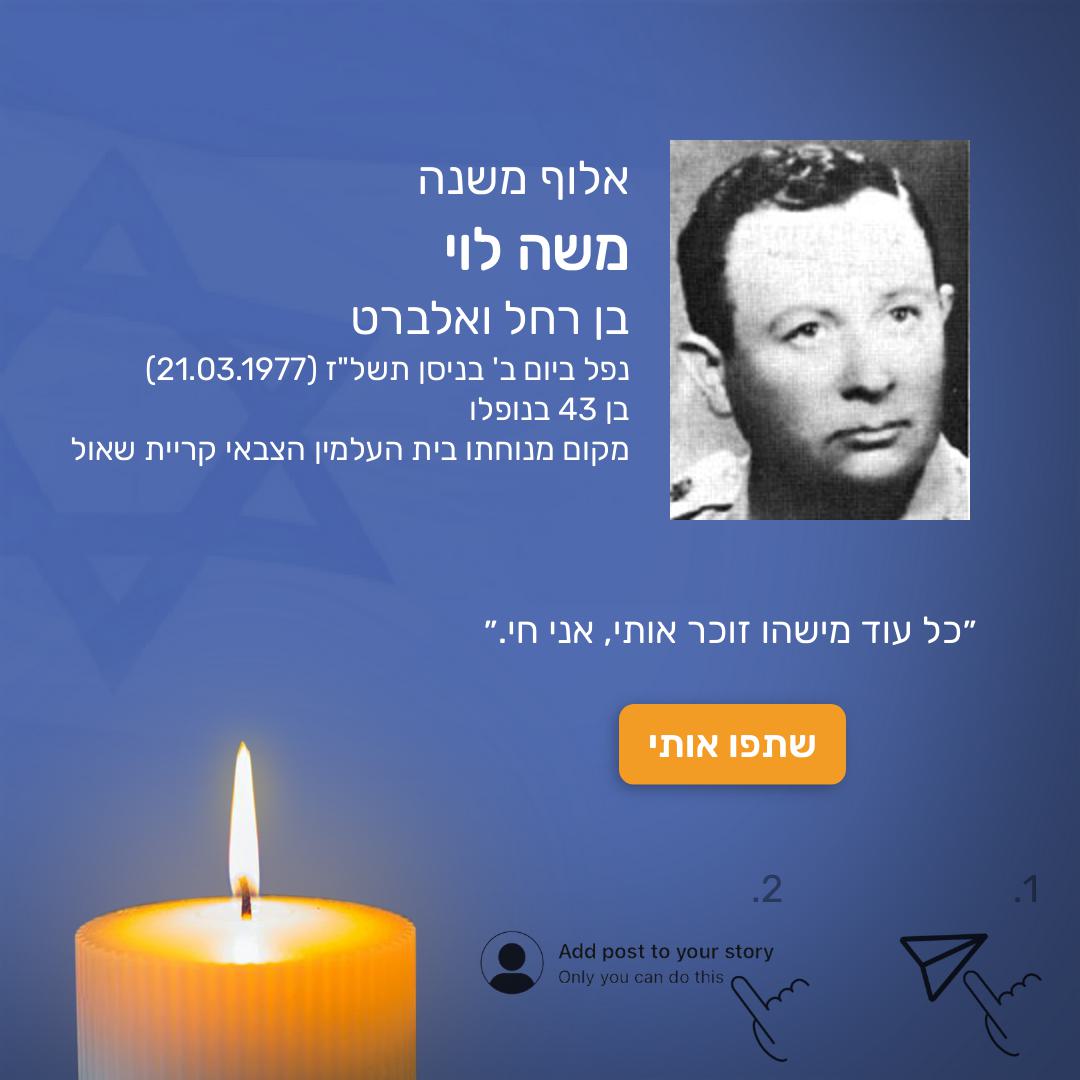 אלוף משנה
משה לוי
בן רחל ואלברט
נפל ביום ב' בניסן תשל"ז (21.03.1977)
בן 43 בנופלו
מקום מנוחתו בית העלמין הצבאי קריית שאול
״כל עוד מישהו זוכר אותי, אני חי.״
שתפו אותי
1.
2.
Add post to your story
Only you can do this